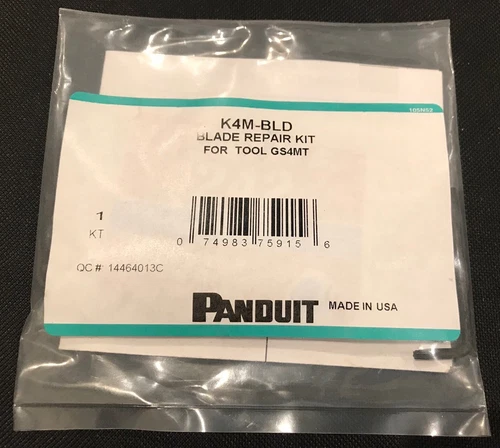 105N52
K4M-BLD
BLADE REPAIR KIT
FOR TOOL GS4MT
1
KT
0 74983 75915 6
QC # 14464013C
PANDUIT MADE IN USA